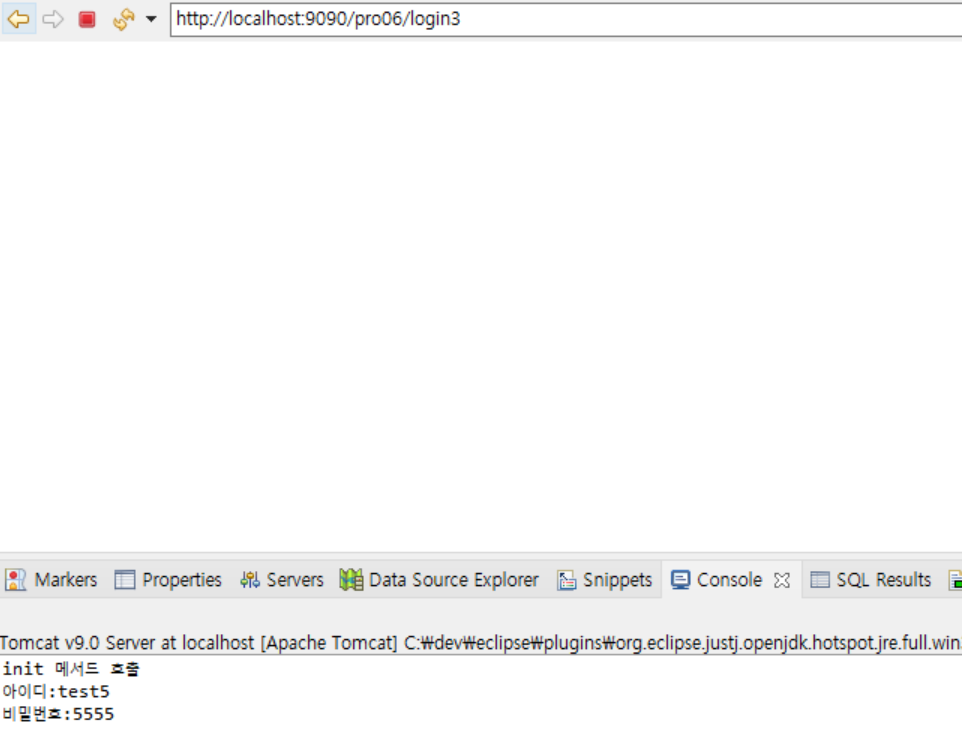 http://localhost:9090/pro06/login3
Markers Properties Servers Data Source Explorer Snippets Console SQL Results
Tomcat v9.0 Server at localhost [Apache Tomcat] C:₩dev₩eclipse₩plugins₩org.eclipse.justj.openjdk.hotspot.jre.full.win
init 메서드 호출
아이디:test5
비밀번호:5555